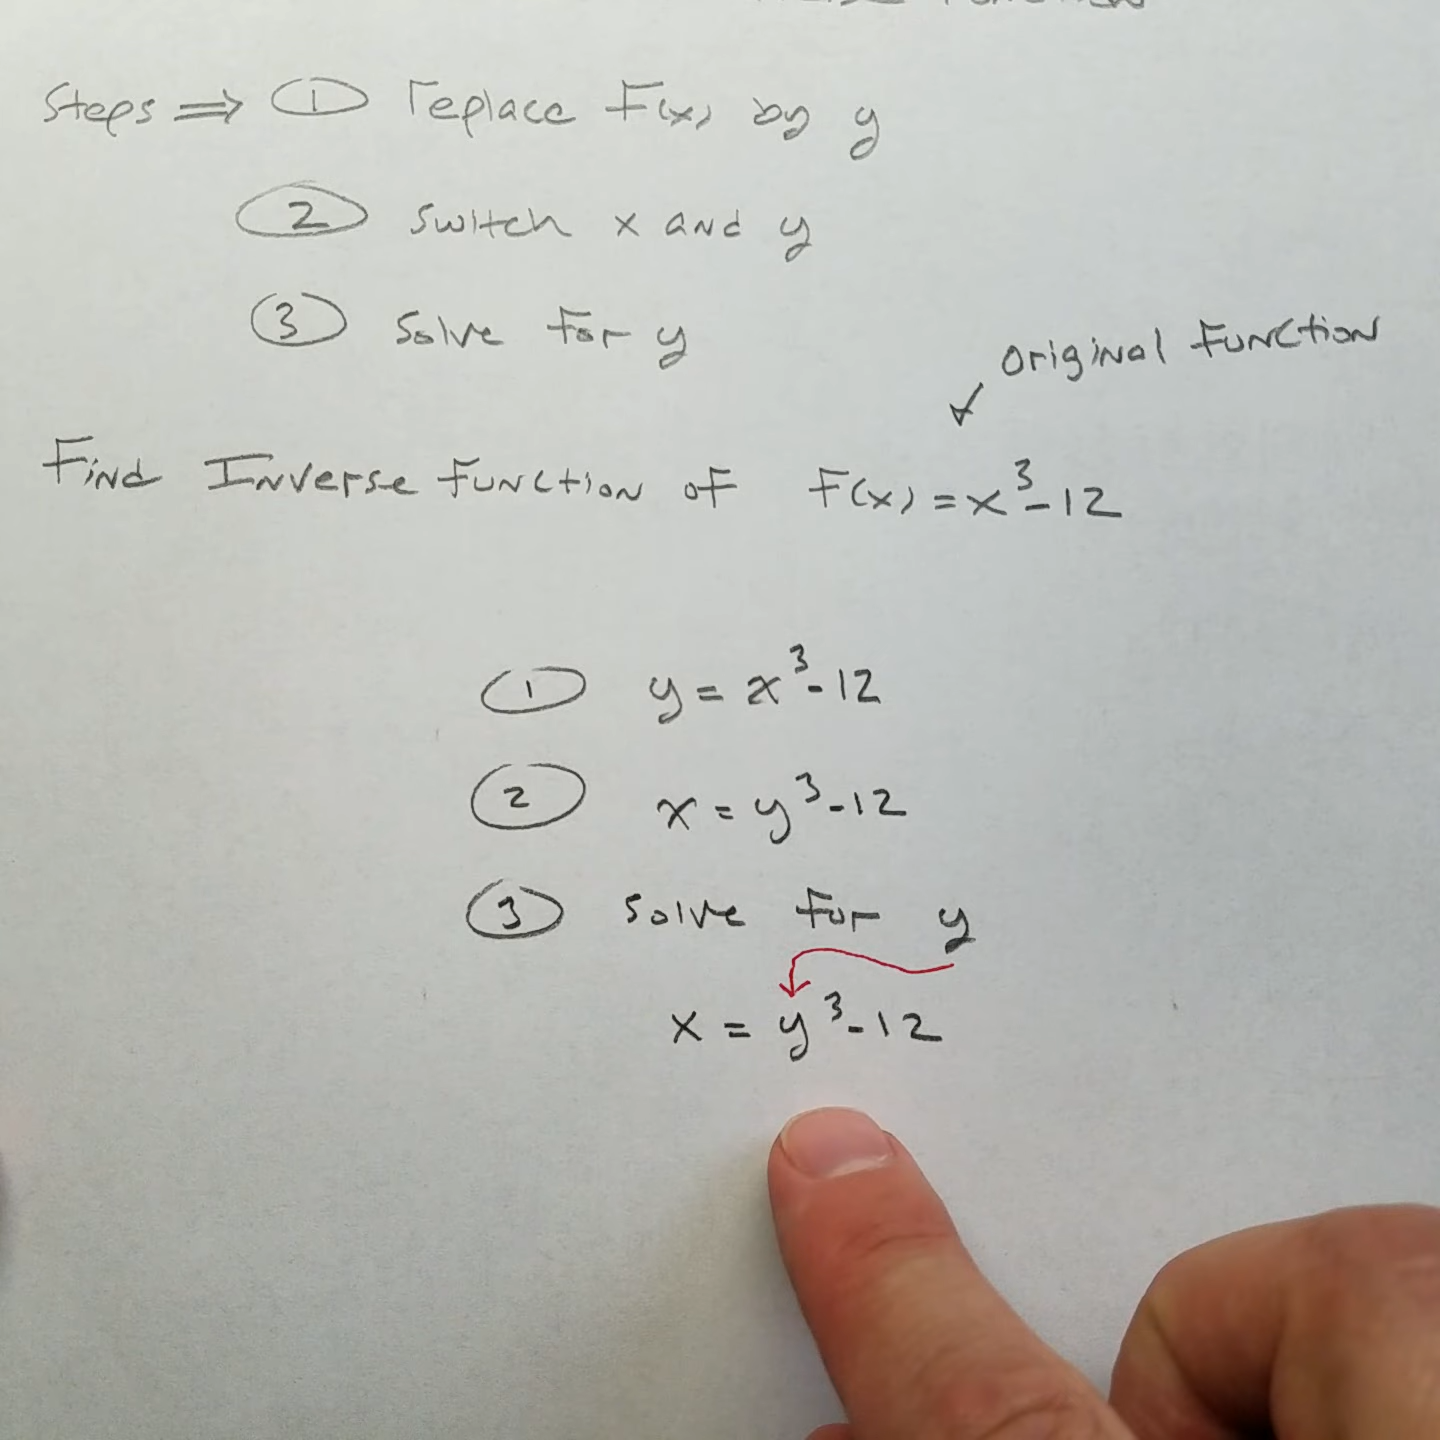 Function
Steps ⇒ ① replace F(x) by y
② switch x and y
③ Solve for y
Original Function
Find Inverse function of F(x) = x³-12
① y = x³-12
② x = y³-12
③ Solve for y
x = y³-12